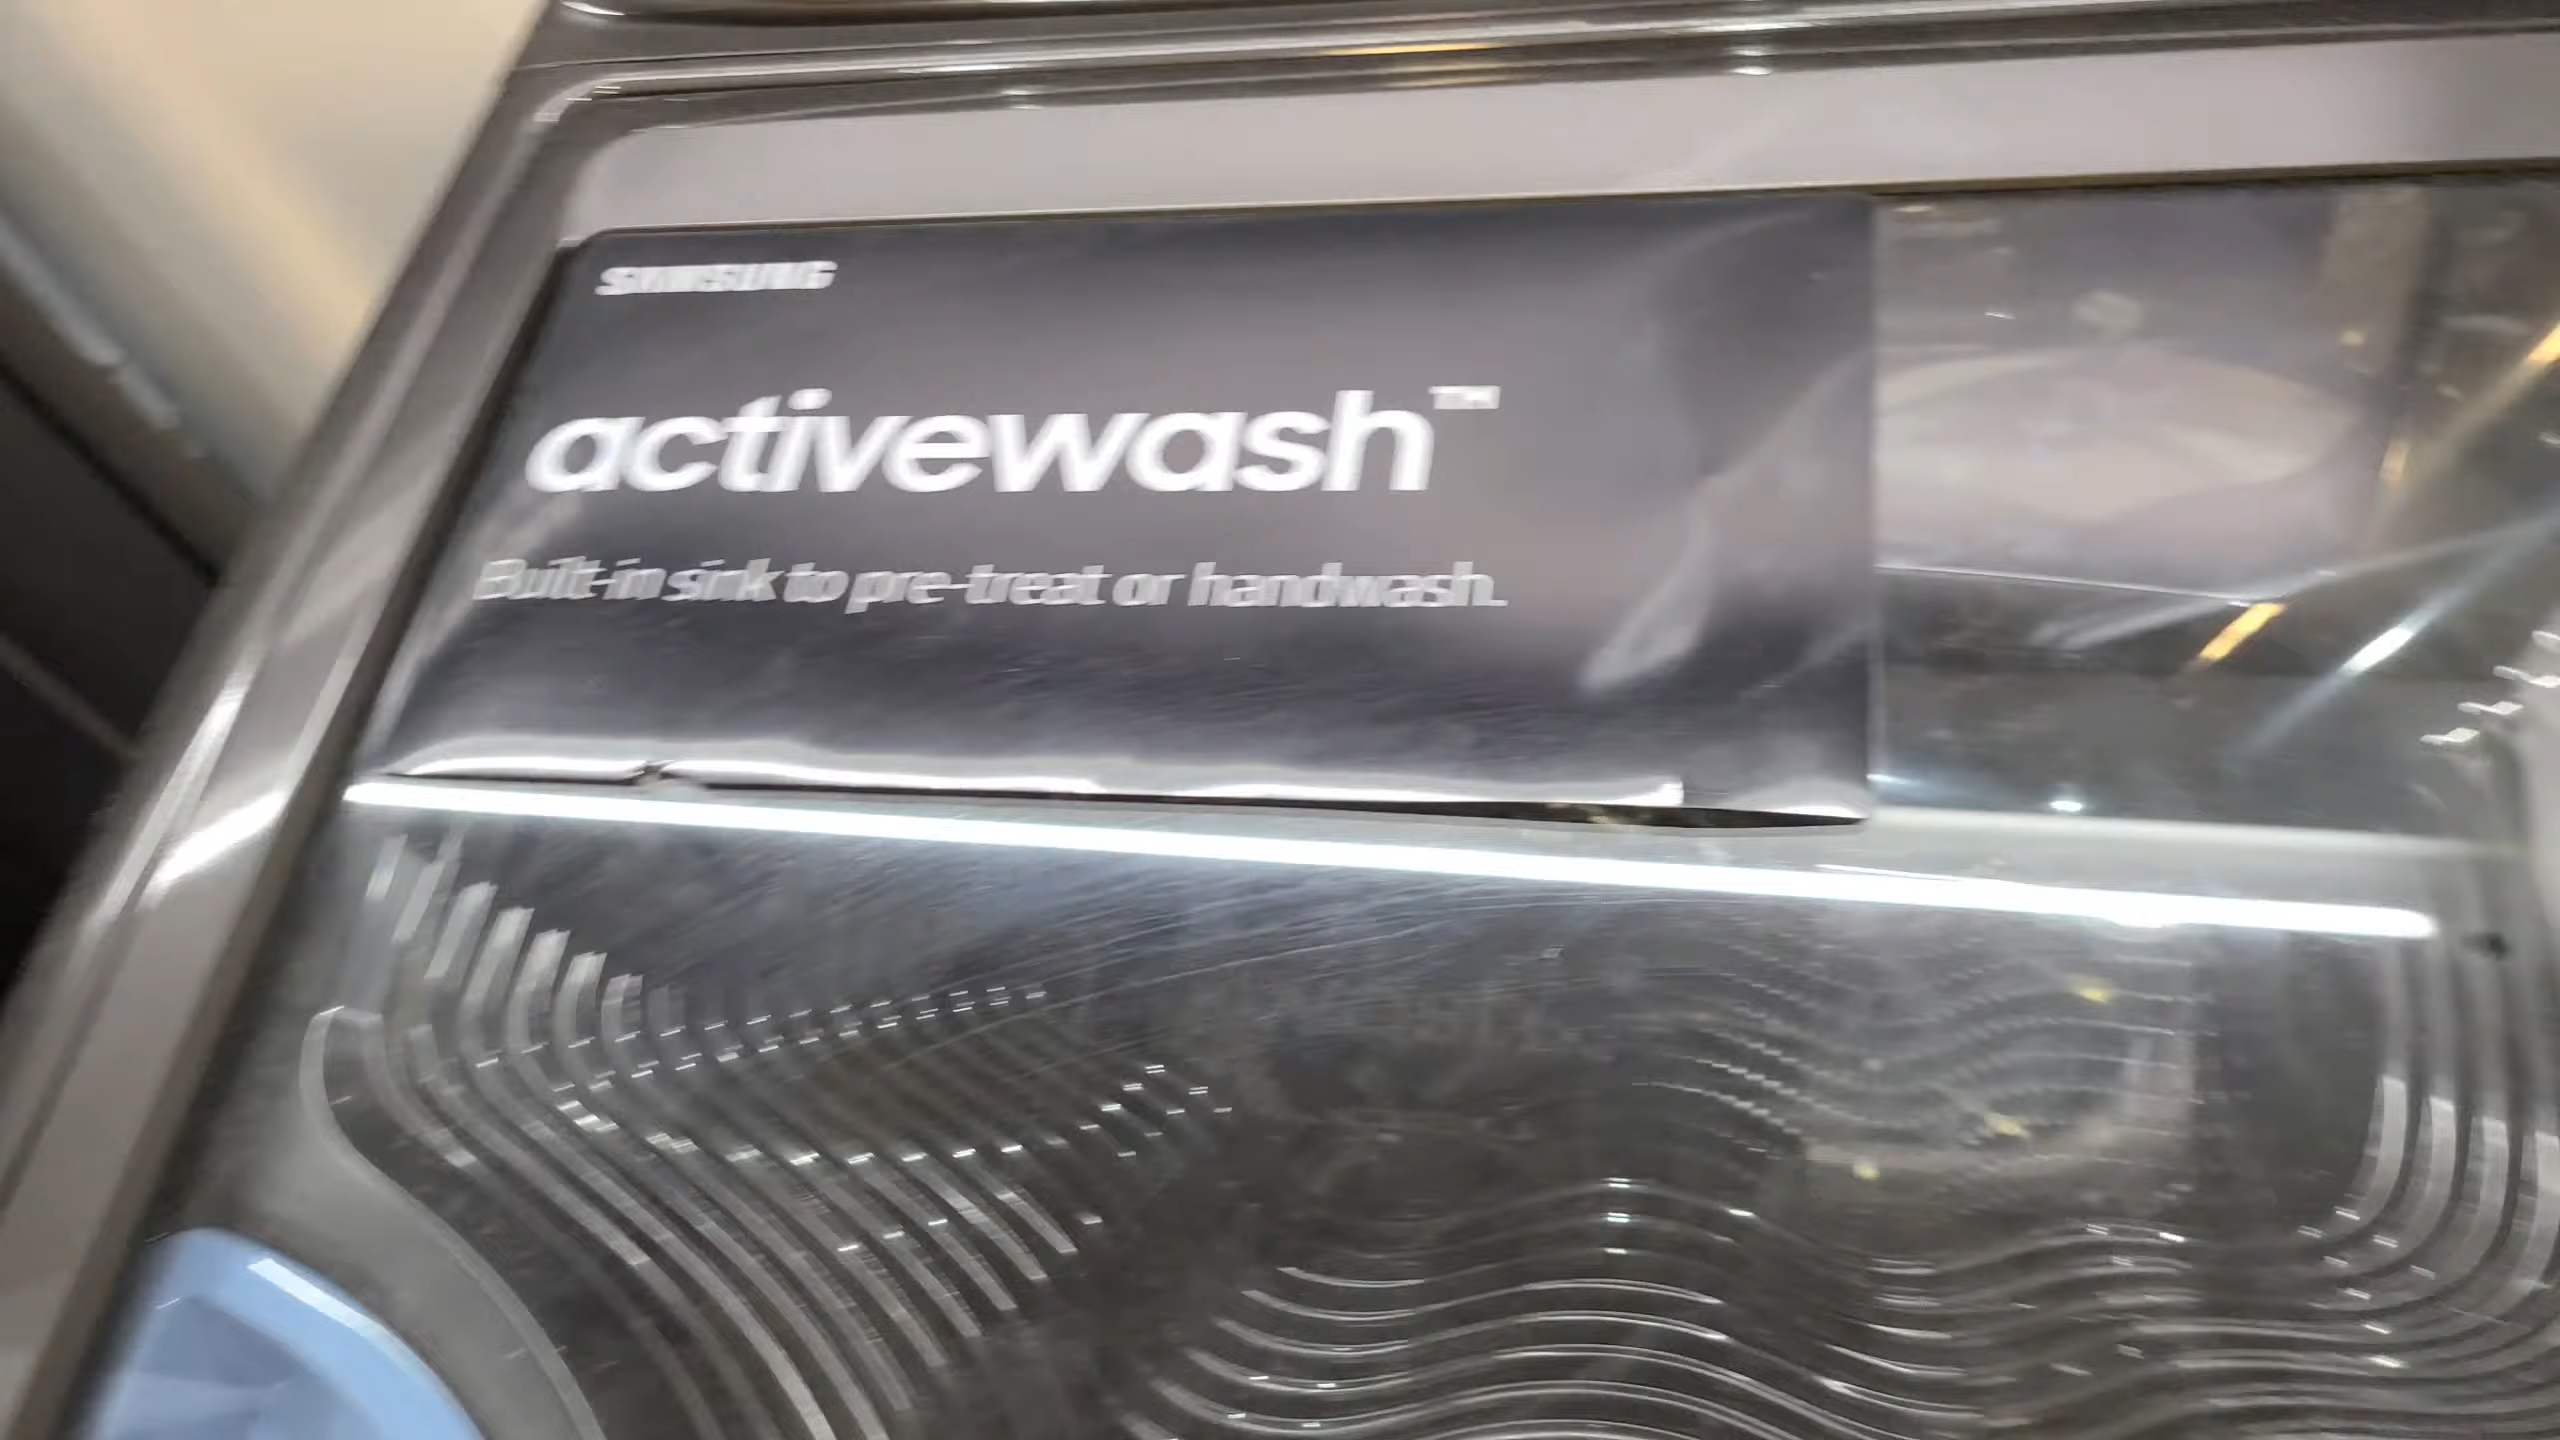 SAMSUNG
activewash™
Built-in sink to pre-treat or handwash.